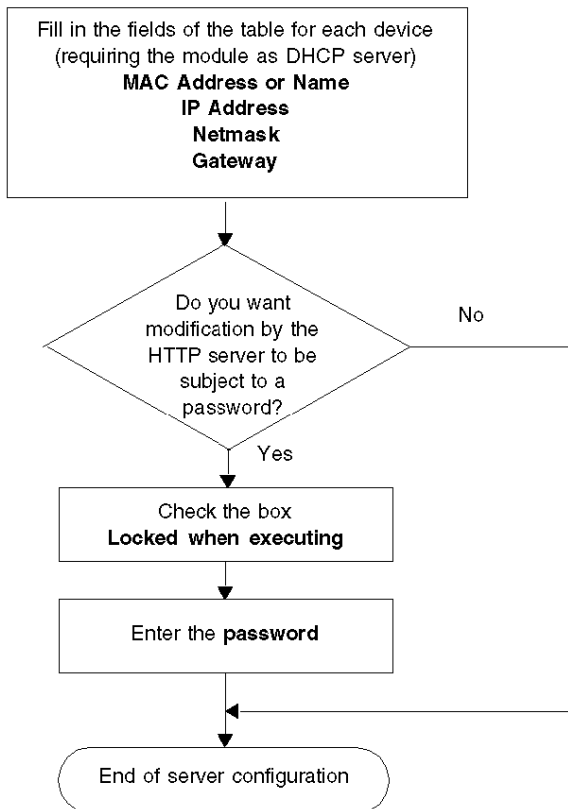 Fill in the fields of the table for each device
(requiring the module as DHCP server)
MAC Address or Name
IP Address
Netmask
Gateway
Do you want
modification by the
HTTP server to be
subject to a
password?
No
Yes
Check the box
Locked when executing
Enter the password
End of server configuration